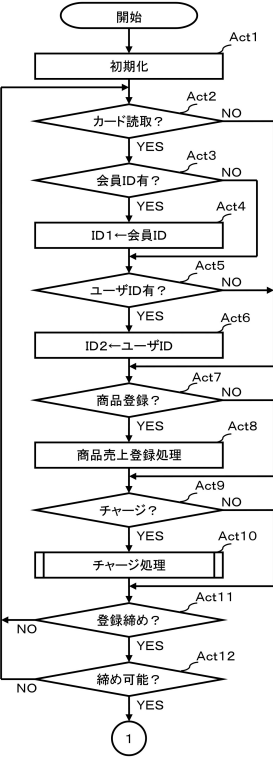 開始
Act1
初期化
Act2
カード読取？
NO
YES
Act3
会員ID有？
NO
YES
Act4
ID1←会員ID
Act5
ユーザID有？
NO
YES
Act6
ID2←ユーザID
Act7
商品登録？
NO
YES
Act8
商品売上登録処理
Act9
チャージ？
NO
YES
Act10
チャージ処理
Act11
登録締め？
NO
YES
Act12
締め可能？
NO
YES
1